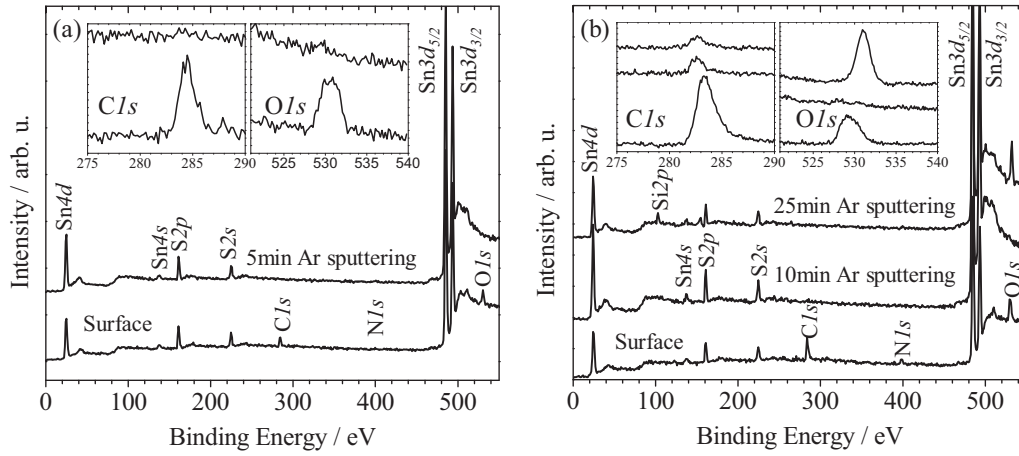 (a)
C1s
O1s
275 280 285 290
525 530 535 540
Sn3d5/2
Sn3d3/2
Sn4d
Sn4s
S2p
S2s
5min Ar sputtering
O1s
Surface
C1s
N1s
0 100 200 300 400 500
Binding Energy / eV
Intensity / arb. u.
(b)
C1s
O1s
275 280 285 290
525 530 535 540
Sn3d5/2
Sn3d3/2
Sn4d
Si2p
25min Ar sputtering
Sn4s
S2p
S2s
10min Ar sputtering
O1s
Surface
C1s
N1s
0 100 200 300 400 500
Binding Energy / eV
Intensity / arb. u.